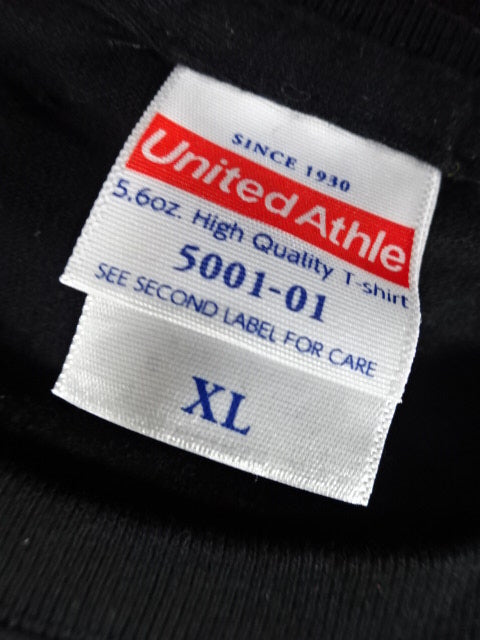 SINCE 1930
United Athle
5.6oz. High Quality T-shirt
5001-01
SEE SECOND LABEL FOR CARE
XL